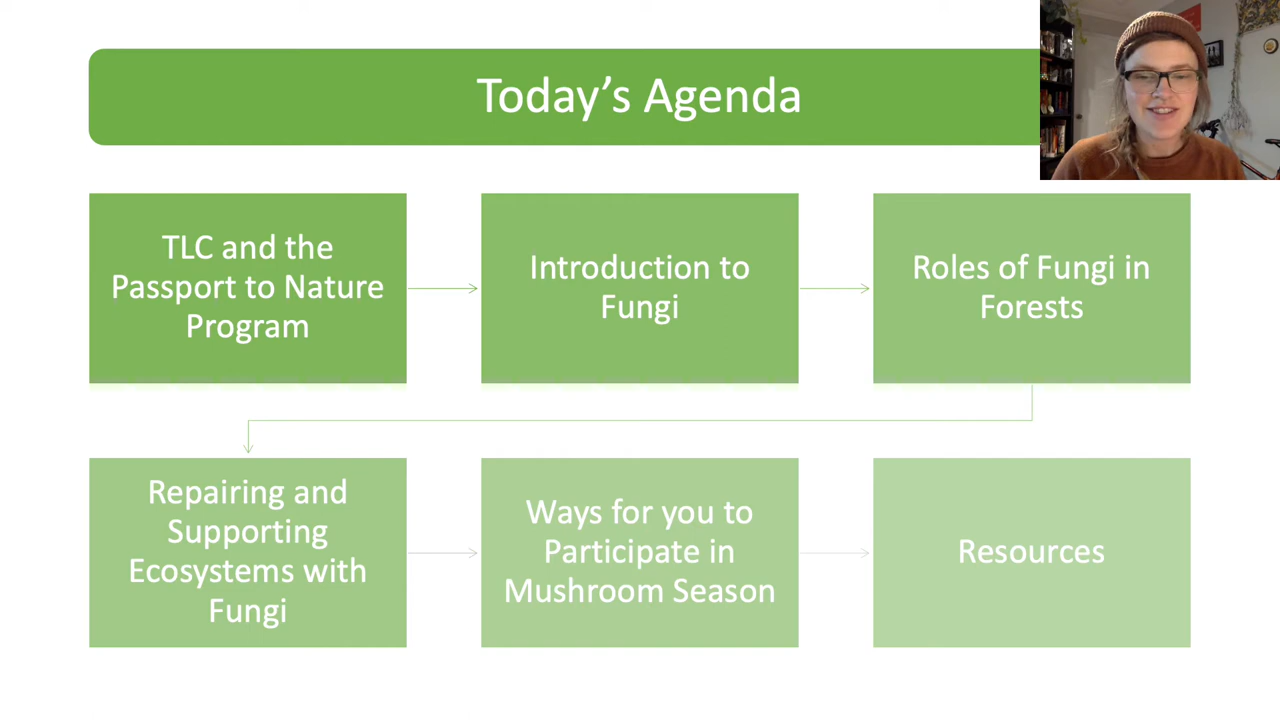 Today’s Agenda
TLC and the
Passport to Nature
Program
Introduction to
Fungi
Roles of Fungi in
Forests
Repairing and
Supporting
Ecosystems with
Fungi
Ways for you to
Participate in
Mushroom Season
Resources